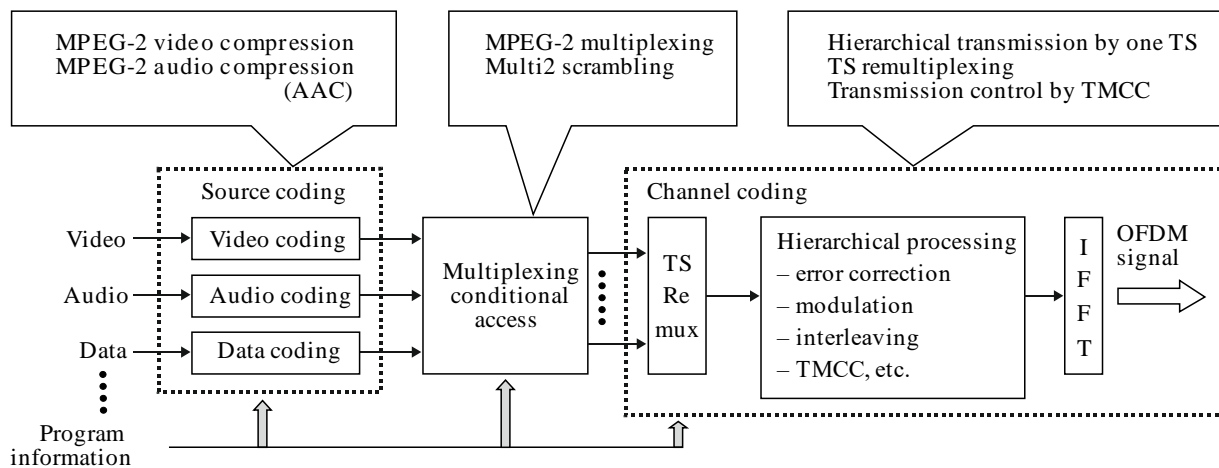 MPEG-2 video compression
MPEG-2 audio compression
(AAC)
MPEG-2 multiplexing
Multi2 scrambling
Hierarchical transmission by one TS
TS remultiplexing
Transmission control by TMCC
Source coding
Video
Video coding
Audio
Audio coding
Data
Data coding
Program
information
Multiplexing
conditional
access
Channel coding
TS
Re
mux
Hierarchical processing
– error correction
– modulation
– interleaving
– TMCC, etc.
I
F
F
T
OFDM
signal